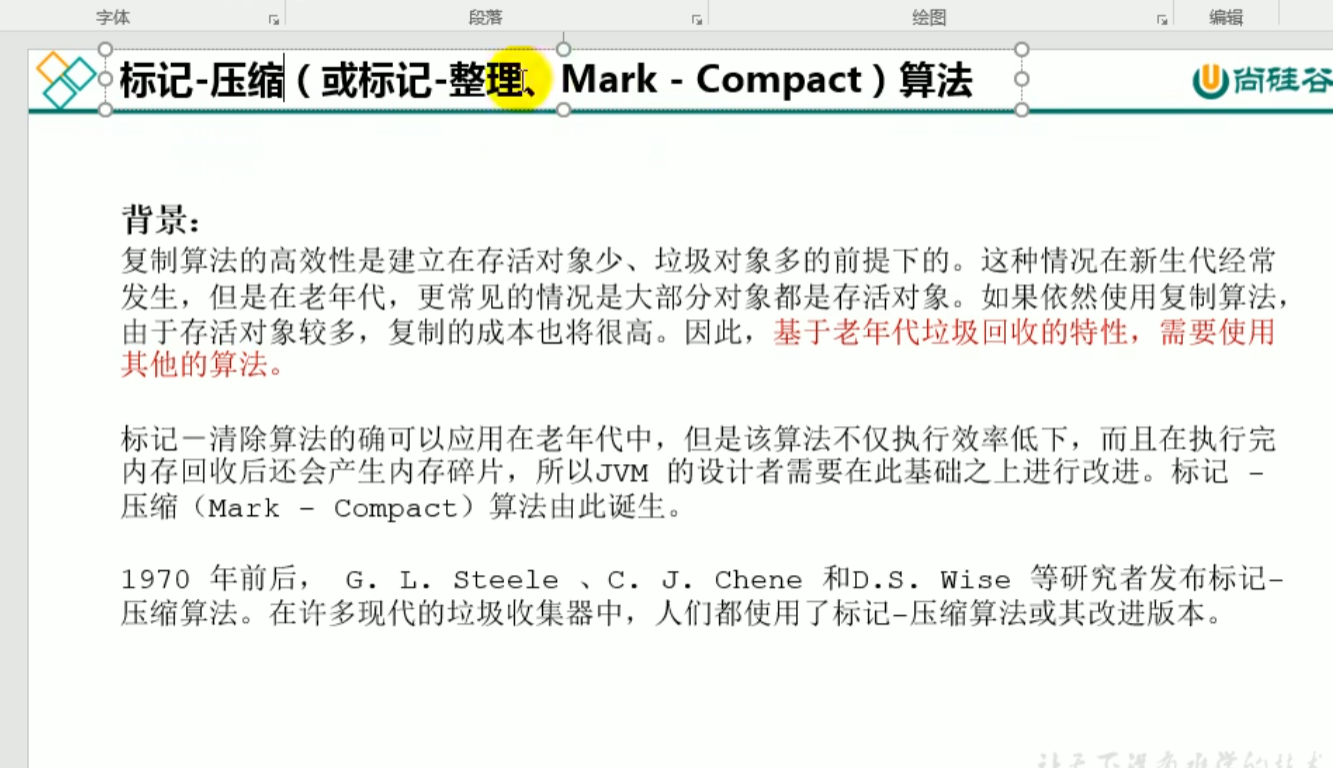 字体 段落 绘图 编辑
标记-压缩（或标记-整理、Mark - Compact）算法
尚硅谷
背景：
复制算法的高效性是建立在存活对象少、垃圾对象多的前提下的。这种情况在新生代经常
发生，但是在老年代，更常见的情况是大部分对象都是存活对象。如果依然使用复制算法，
由于存活对象较多，复制的成本也将很高。因此，基于老年代垃圾回收的特性，需要使用
其他的算法。
标记－清除算法的确可以应用在老年代中，但是该算法不仅执行效率低下，而且在执行完
内存回收后还会产生内存碎片，所以JVM 的设计者需要在此基础之上进行改进。标记 -
压缩（Mark - Compact）算法由此诞生。
1970 年前后， G. L. Steele 、C. J. Chene 和D.S. Wise 等研究者发布标记-
压缩算法。在许多现代的垃圾收集器中，人们都使用了标记-压缩算法或其改进版本。